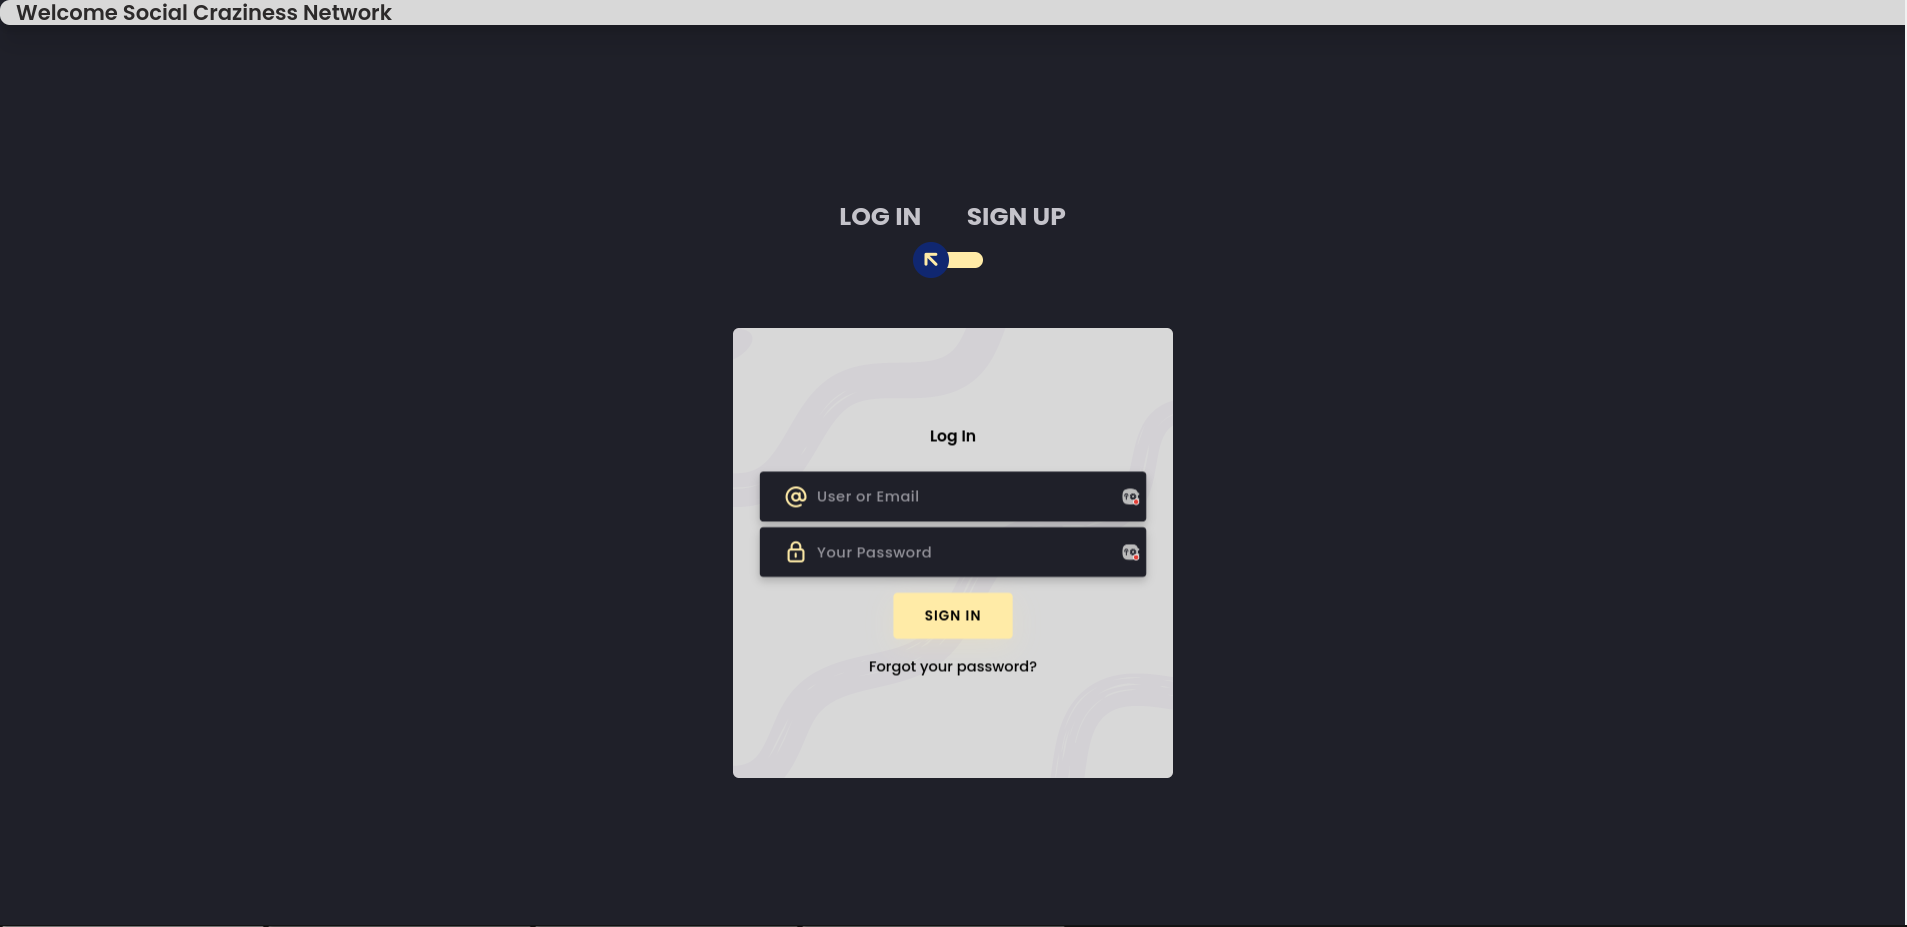 Welcome Social Craziness Network
LOG IN SIGN UP
Log In
User or Email
Your Password
SIGN IN
Forgot your password?